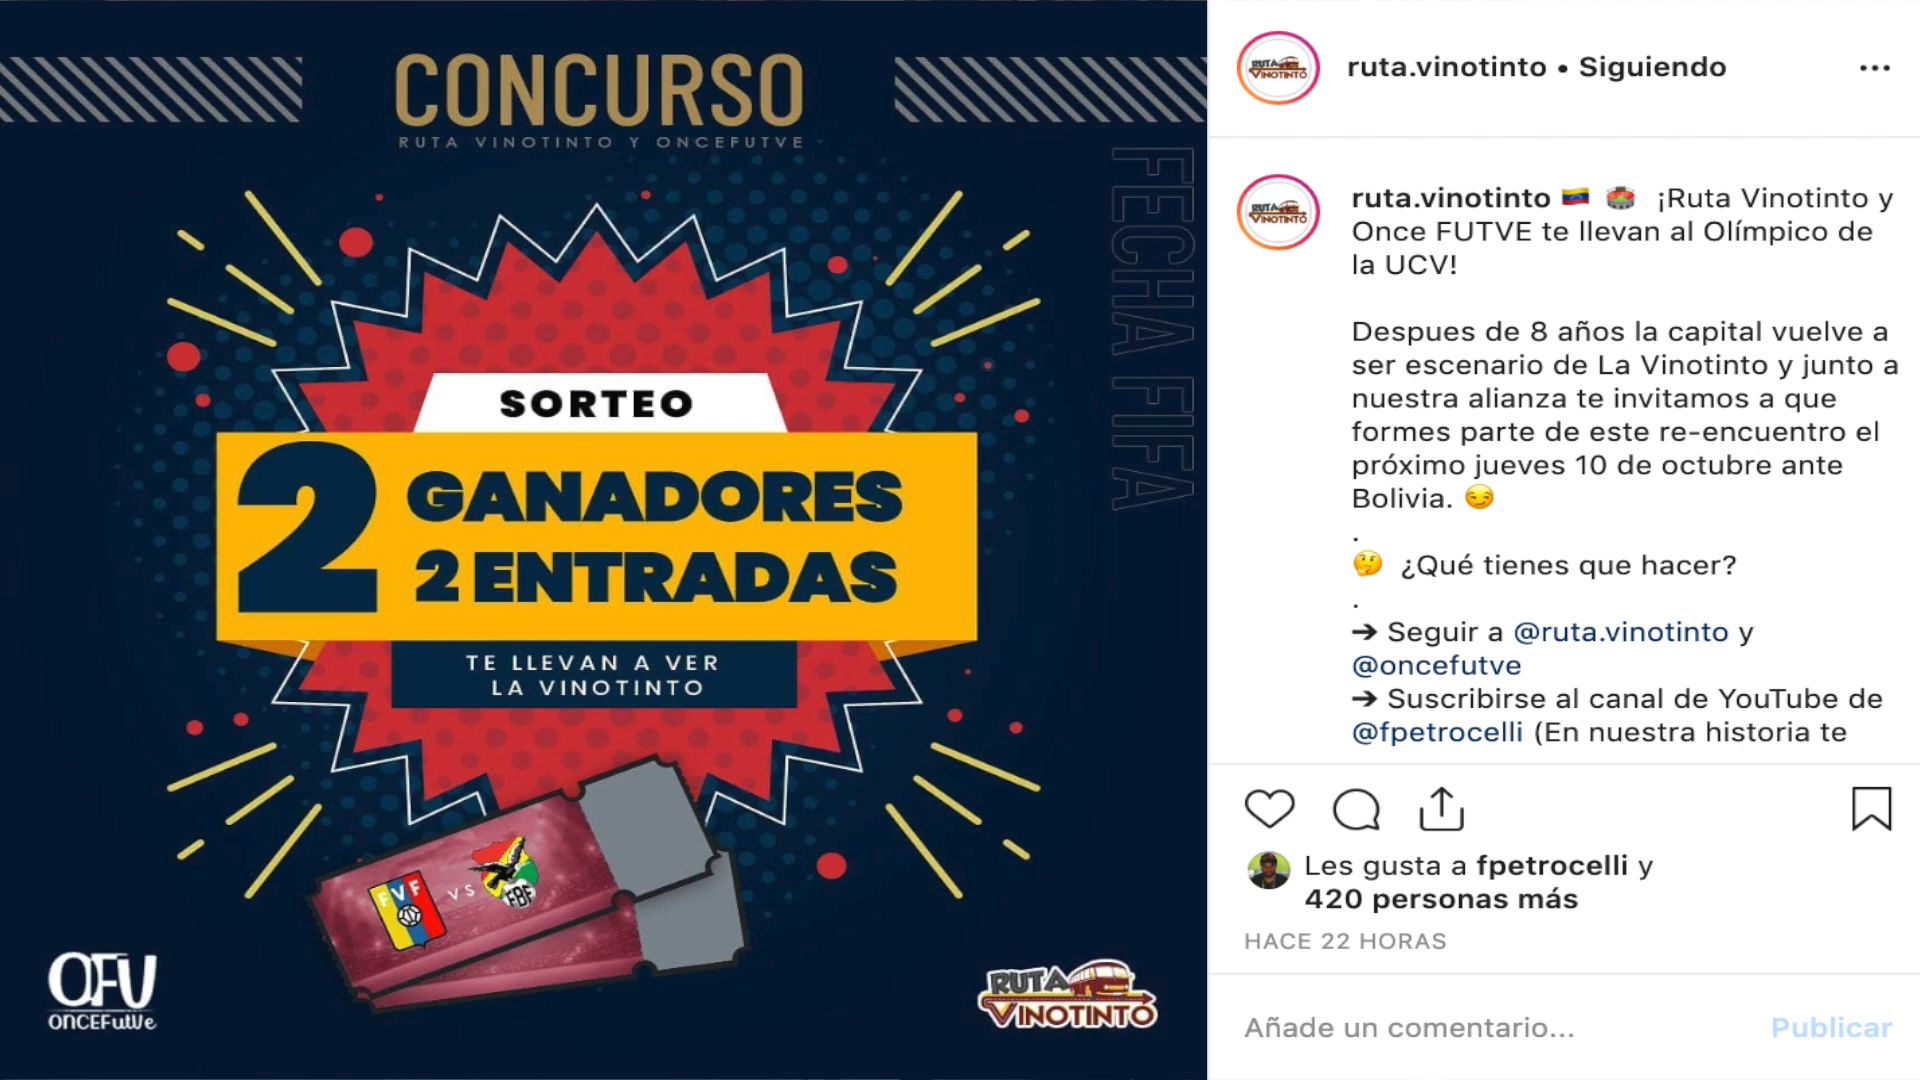 CONCURSO
RUTA VINOTINTO Y ONCEFUTVE
FECHA FIFA
SORTEO
2 GANADORES
2 ENTRADAS
TE LLEVAN A VER
LA VINOTINTO
FVF
VS
FBF
OFU
ONCEFutVe
RUTA
VINOTINTO
RUTA
VINOTINTO
ruta.vinotinto • Siguiendo
RUTA
VINOTINTO
ruta.vinotinto 🇻🇪 🏟 ¡Ruta Vinotinto y
Once FUTVE te llevan al Olímpico de
la UCV!
Despues de 8 años la capital vuelve a
ser escenario de La Vinotinto y junto a
nuestra alianza te invitamos a que
formes parte de este re-encuentro el
próximo jueves 10 de octubre ante
Bolivia. 😏
.
🤔 ¿Qué tienes que hacer?
.
➔ Seguir a @ruta.vinotinto y
@oncefutve
➔ Suscribirse al canal de YouTube de
@fpetrocelli (En nuestra historia te
Les gusta a fpetrocelli y
420 personas más
HACE 22 HORAS
Añade un comentario...
Publicar